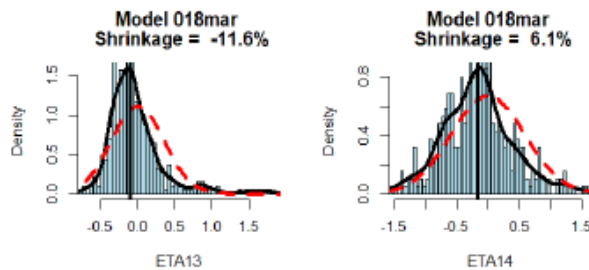 Model 018mar
Shrinkage = -11.6%
Density
0.0 0.5 1.0 1.5
-0.5 0.0 0.5 1.0 1.5
ETA13
Model 018mar
Shrinkage = 6.1%
Density
0.0 0.4 0.8
-1.5 -0.5 0.5 1.5
ETA14